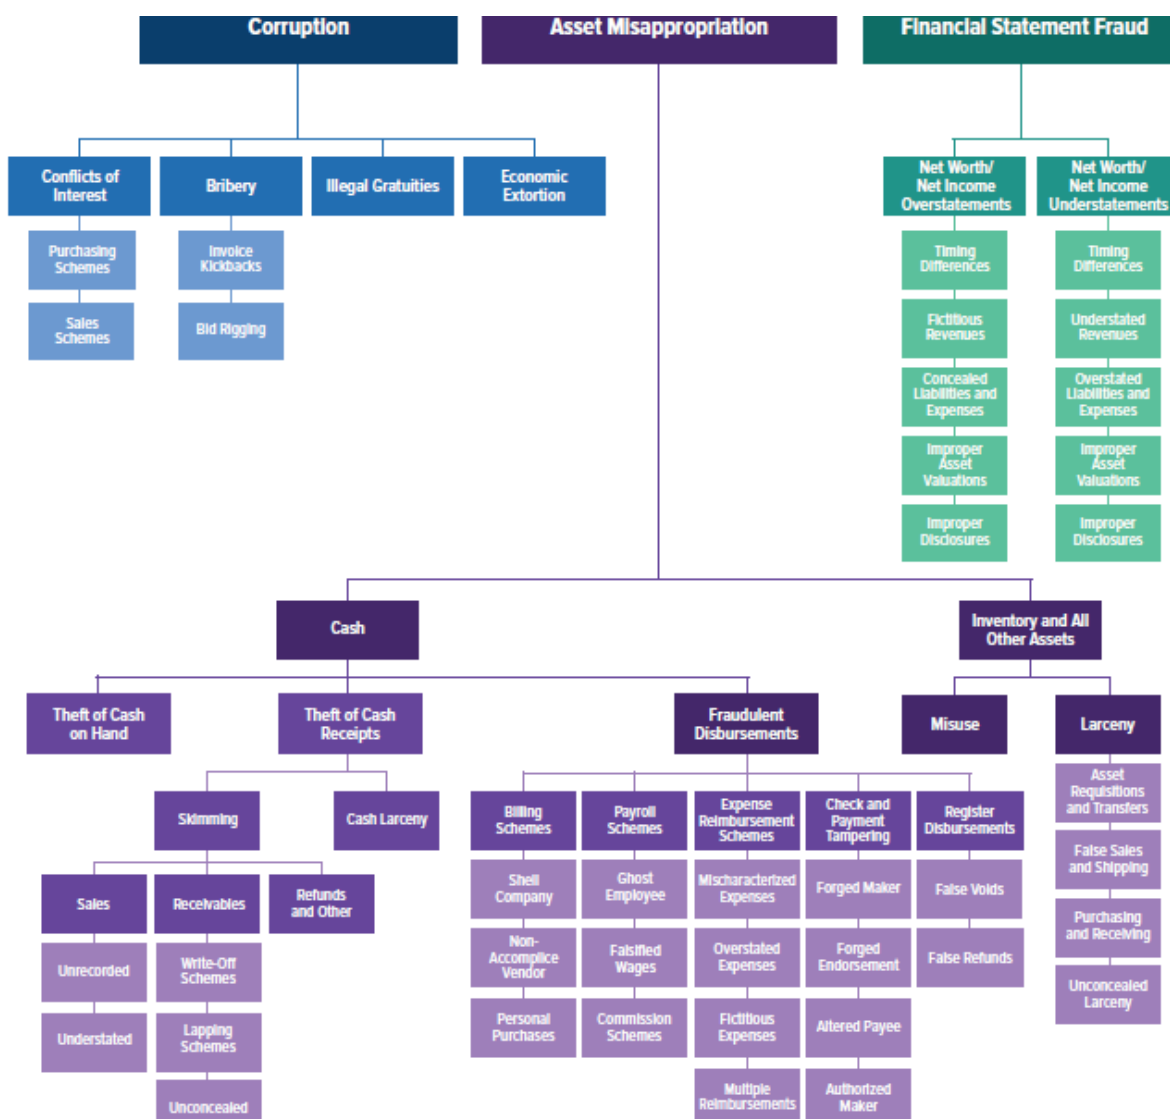 Corruption
Asset Misappropriation
Financial Statement Fraud
Conflicts of
Interest
Bribery
Illegal Gratuities
Economic
Extortion
Purchasing
Schemes
Sales
Schemes
Invoice
Kickbacks
Bid Rigging
Net Worth/
Net Income
Overstatements
Net Worth/
Net Income
Understatements
Timing
Differences
Fictitious
Revenues
Concealed
Liabilities and
Expenses
Improper
Asset
Valuations
Improper
Disclosures
Timing
Differences
Understated
Revenues
Overstated
Liabilities and
Expenses
Improper
Asset
Valuations
Improper
Disclosures
Cash
Inventory and All
Other Assets
Theft of Cash
on Hand
Theft of Cash
Receipts
Fraudulent
Disbursements
Misuse
Larceny
Skimming
Cash Larceny
Sales
Receivables
Refunds
and Other
Unrecorded
Understated
Write-Off
Schemes
Lapping
Schemes
Unconcealed
Billing
Schemes
Shell
Company
Non-
Accomplice
Vendor
Personal
Purchases
Payroll
Schemes
Ghost
Employee
Falsified
Wages
Commission
Schemes
Expense
Reimbursement
Schemes
Mischaracterized
Expenses
Overstated
Expenses
Fictitious
Expenses
Multiple
Reimbursements
Check and
Payment
Tampering
Forged Maker
Forged
Endorsement
Altered Payee
Authorized
Maker
Register
Disbursements
False Voids
False Refunds
Asset
Requisitions
and Transfers
False Sales
and Shipping
Purchasing
and Receiving
Unconcealed
Larceny